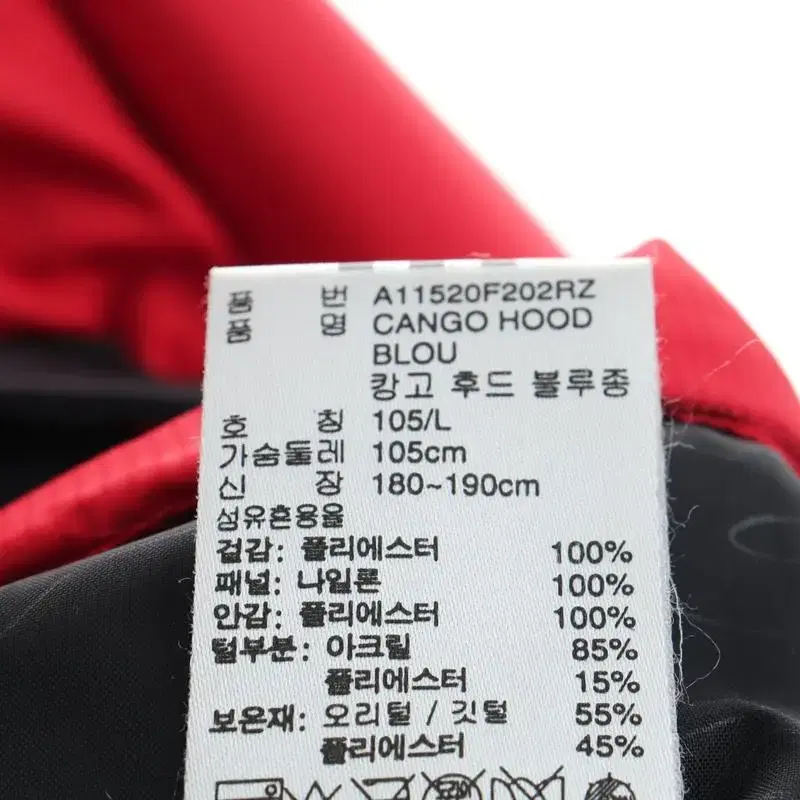 품 번 A11520F202RZ
품 명 CANGO HOOD
BLOU
캉고 후드 블루종
호 칭 105/L
가슴둘레 105cm
신 장 180~190cm
섬유혼용율
겉감: 폴리에스터 100%
패널: 나일론 100%
안감: 폴리에스터 100%
털부분: 아크릴 85%
폴리에스터 15%
보온재: 오리털 / 깃털 55%
폴리에스터 45%